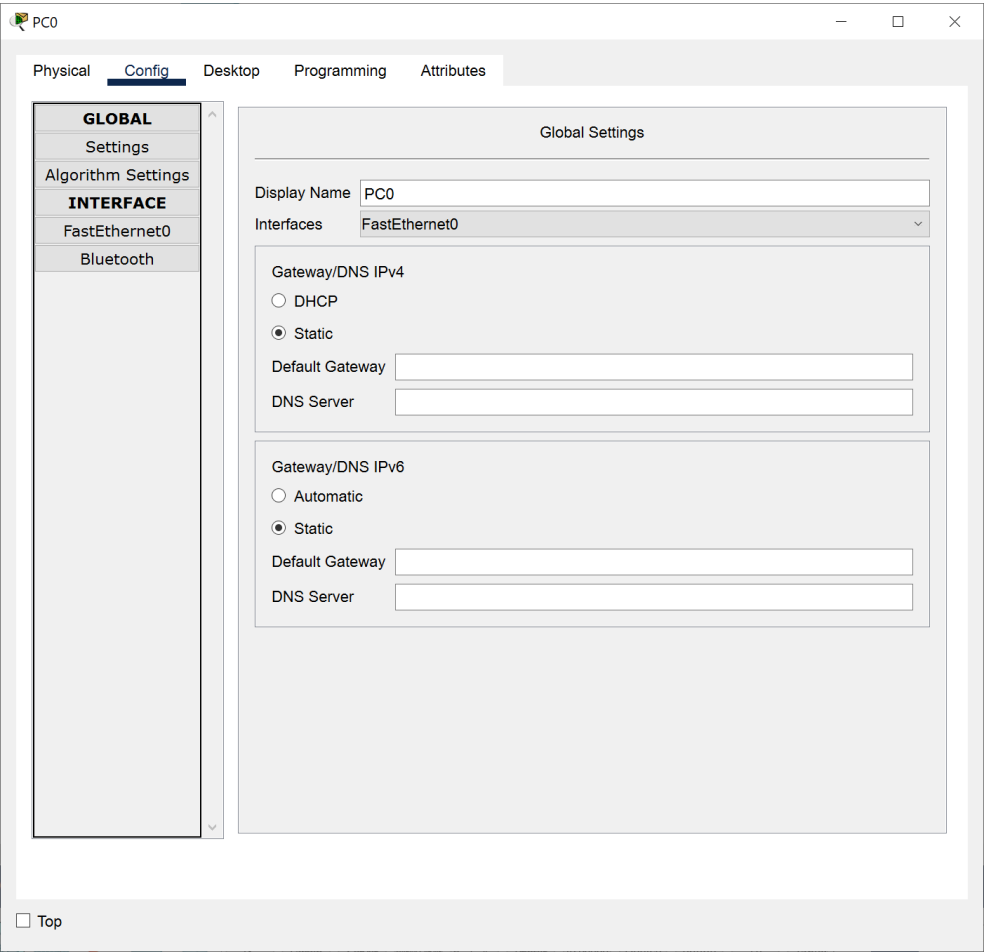 PC0
Physical Config Desktop Programming Attributes
GLOBAL
Settings
Algorithm Settings
INTERFACE
FastEthernet0
Bluetooth
Global Settings
Display Name PC0
Interfaces FastEthernet0
Gateway/DNS IPv4
DHCP
Static
Default Gateway
DNS Server
Gateway/DNS IPv6
Automatic
Static
Default Gateway
DNS Server
Top